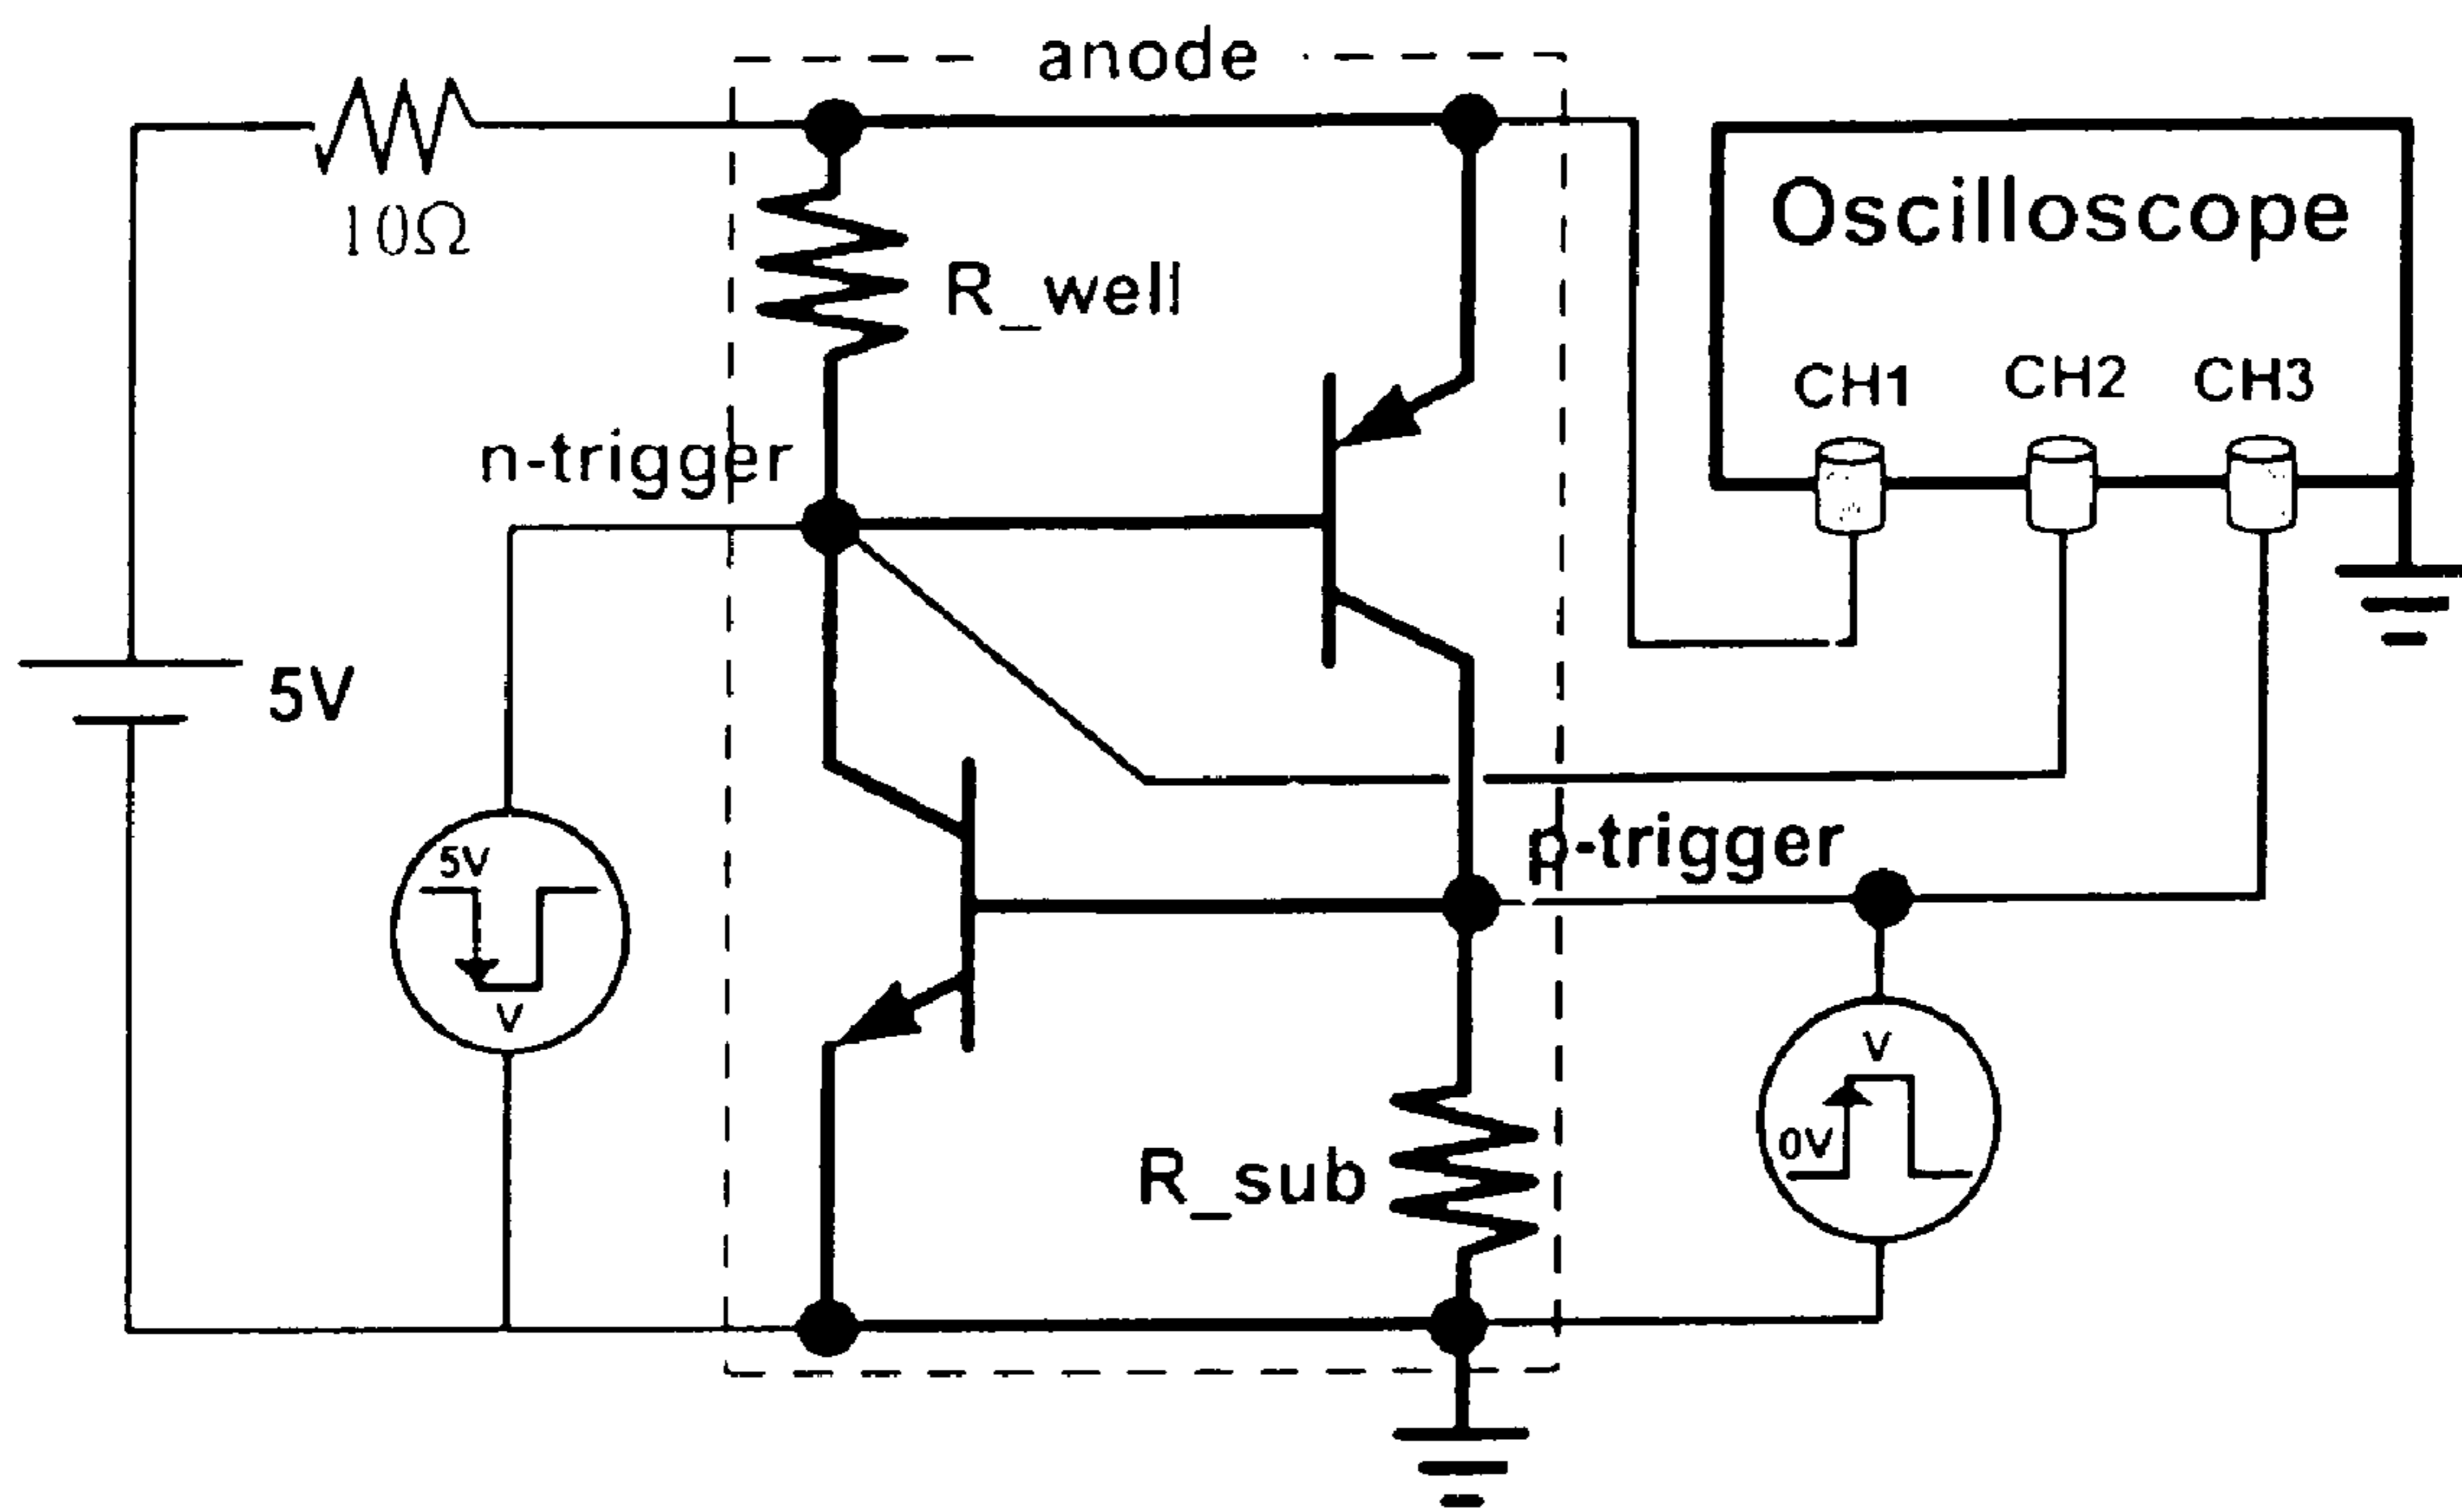 anode
10Ω
R_well
Oscilloscope
CH1 CH2 CH3
n-trigger
5V
p-trigger
5V
V
V
0V
R_sub